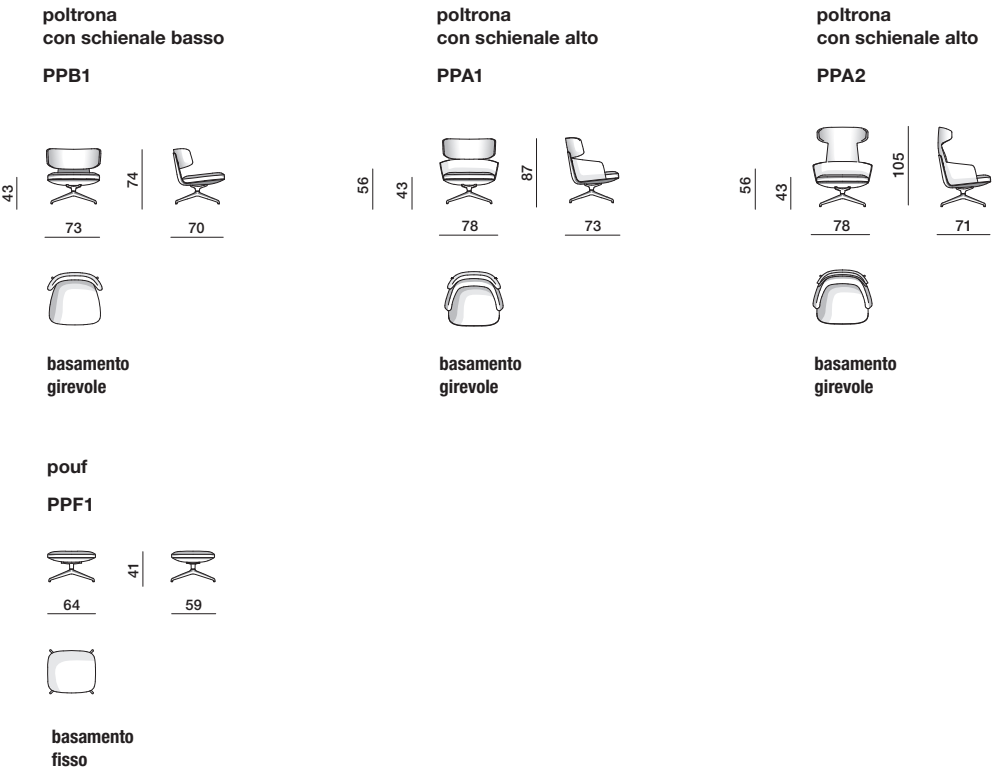 poltrona
con schienale basso
PPB1
43
74
73
70
basamento
girevole
poltrona
con schienale alto
PPA1
56
43
87
78
73
basamento
girevole
poltrona
con schienale alto
PPA2
56
43
105
78
71
basamento
girevole
pouf
PPF1
41
64
59
basamento
fisso